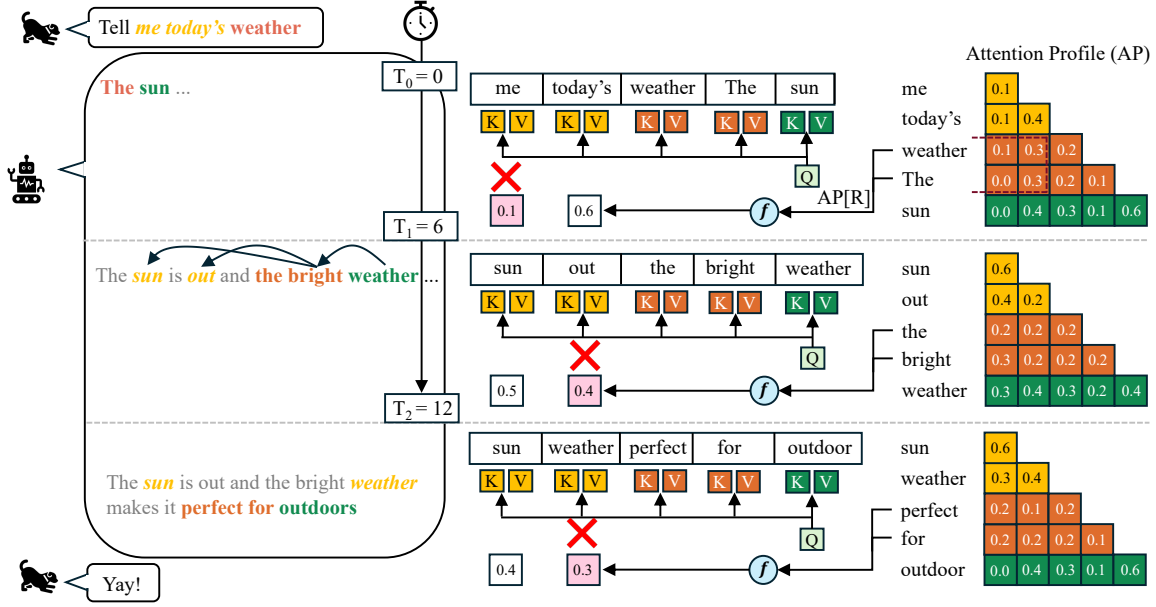 Tell me today's weather
The sun ...
T0 = 0
me today's weather The sun
K V K V K V K V K V
Q
0.1 0.6 f AP[R]
Attention Profile (AP)
me 0.1
today's 0.1 0.4
weather 0.1 0.3 0.2
The 0.0 0.3 0.2 0.1
sun 0.0 0.4 0.3 0.1 0.6
T1 = 6
The sun is out and the bright weather ...
sun out the bright weather
K V K V K V K V K V
Q
0.5 0.4 f
sun 0.6
out 0.4 0.2
the 0.2 0.2 0.2
bright 0.3 0.2 0.2 0.2
weather 0.3 0.4 0.3 0.2 0.4
T2 = 12
The sun is out and the bright weather
makes it perfect for outdoors
sun weather perfect for outdoor
K V K V K V K V K V
Q
0.4 0.3 f
sun 0.6
weather 0.3 0.4
perfect 0.2 0.1 0.2
for 0.2 0.2 0.2 0.1
outdoor 0.0 0.4 0.3 0.1 0.6
Yay!